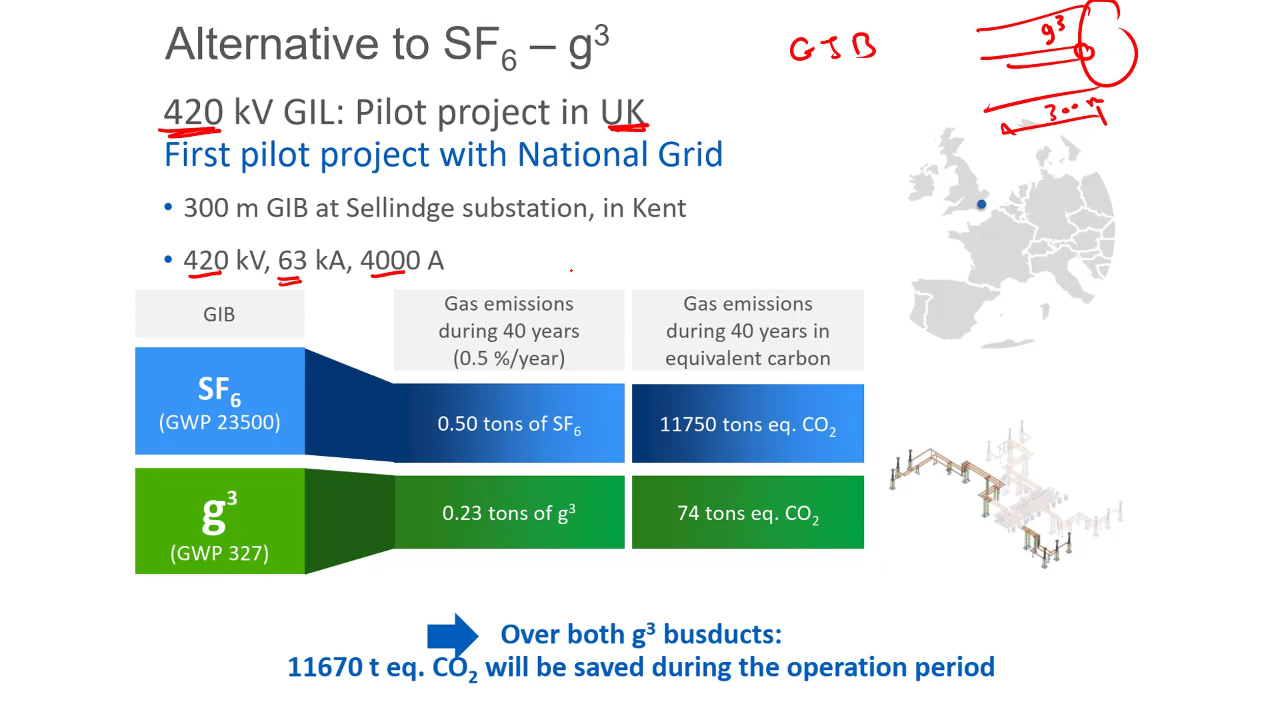 Alternative to SF₆ – g³
GIB
g³
300m
420 kV GIL: Pilot project in UK
First pilot project with National Grid
• 300 m GIB at Sellindge substation, in Kent
• 420 kV, 63 kA, 4000 A
GIB
Gas emissions
during 40 years
(0.5 %/year)
Gas emissions
during 40 years in
equivalent carbon
SF₆
(GWP 23500)
0.50 tons of SF₆
11750 tons eq. CO₂
g³
(GWP 327)
0.23 tons of g³
74 tons eq. CO₂
Over both g³ busducts:
11670 t eq. CO₂ will be saved during the operation period